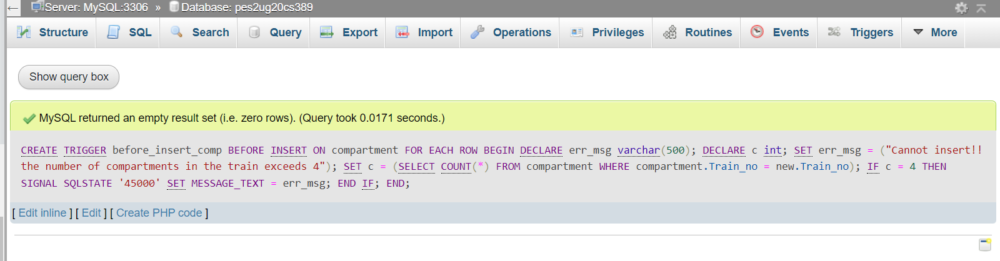 Server: MySQL:3306 » Database: pes2ug20cs389
Structure SQL Search Query Export Import Operations Privileges Routines Events Triggers More
Show query box
MySQL returned an empty result set (i.e. zero rows). (Query took 0.0171 seconds.)
CREATE TRIGGER before_insert_comp BEFORE INSERT ON compartment FOR EACH ROW BEGIN DECLARE err_msg varchar(500); DECLARE c int; SET err_msg = ("Cannot insert!!
the number of compartments in the train exceeds 4"); SET c = (SELECT COUNT(*) FROM compartment WHERE compartment.Train_no = new.Train_no); IF c = 4 THEN
SIGNAL SQLSTATE '45000' SET MESSAGE_TEXT = err_msg; END IF; END;
[ Edit inline ] [ Edit ] [ Create PHP code ]